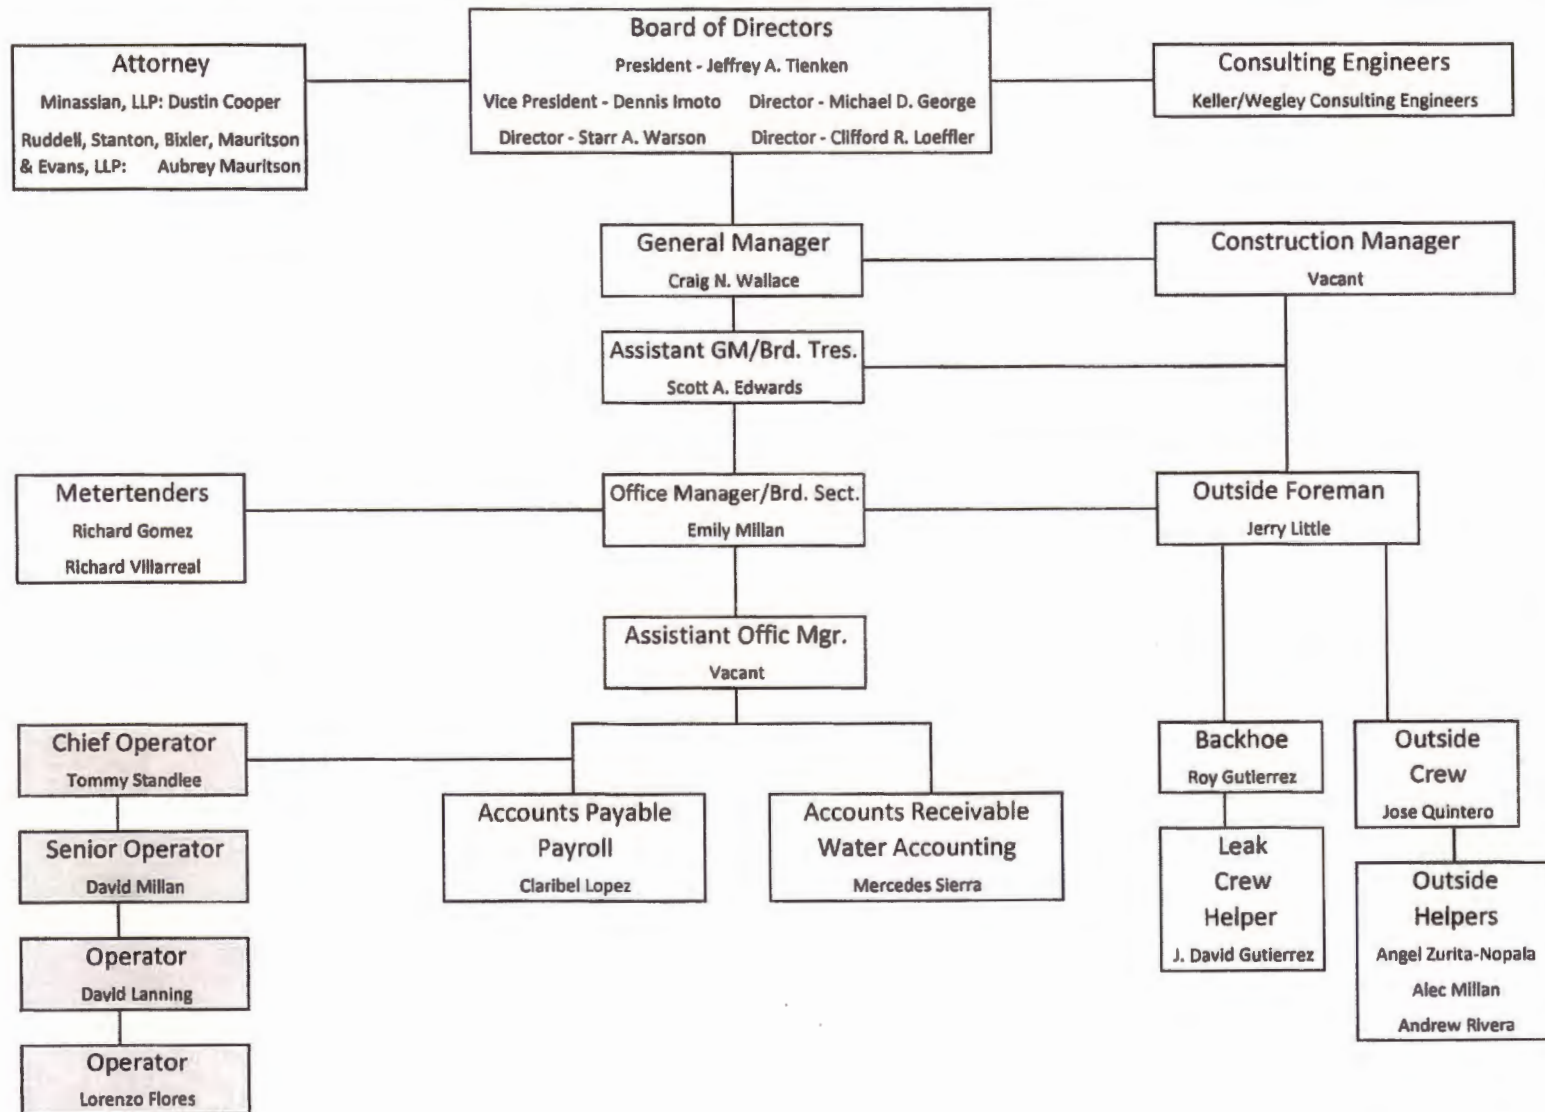 Board of Directors
President - Jeffrey A. Tienken
Vice President - Dennis Imoto Director - Michael D. George
Director - Starr A. Warson Director - Clifford R. Loeffler
Attorney
Minassian, LLP: Dustin Cooper
Ruddell, Stanton, Bixler, Mauritson
& Evans, LLP: Aubrey Mauritson
Consulting Engineers
Keller/Wegley Consulting Engineers
General Manager
Craig N. Wallace
Construction Manager
Vacant
Assistant GM/Brd. Tres.
Scott A. Edwards
Metertenders
Richard Gomez
Richard Villarreal
Office Manager/Brd. Sect.
Emily Millan
Outside Foreman
Jerry Little
Assistiant Offic Mgr.
Vacant
Chief Operator
Tommy Standlee
Senior Operator
David Millan
Operator
David Lanning
Operator
Lorenzo Flores
Accounts Payable
Payroll
Claribel Lopez
Accounts Receivable
Water Accounting
Mercedes Sierra
Backhoe
Roy Gutierrez
Leak
Crew
Helper
J. David Gutierrez
Outside
Crew
Jose Quintero
Outside
Helpers
Angel Zurita-Nopala
Alec Millan
Andrew Rivera